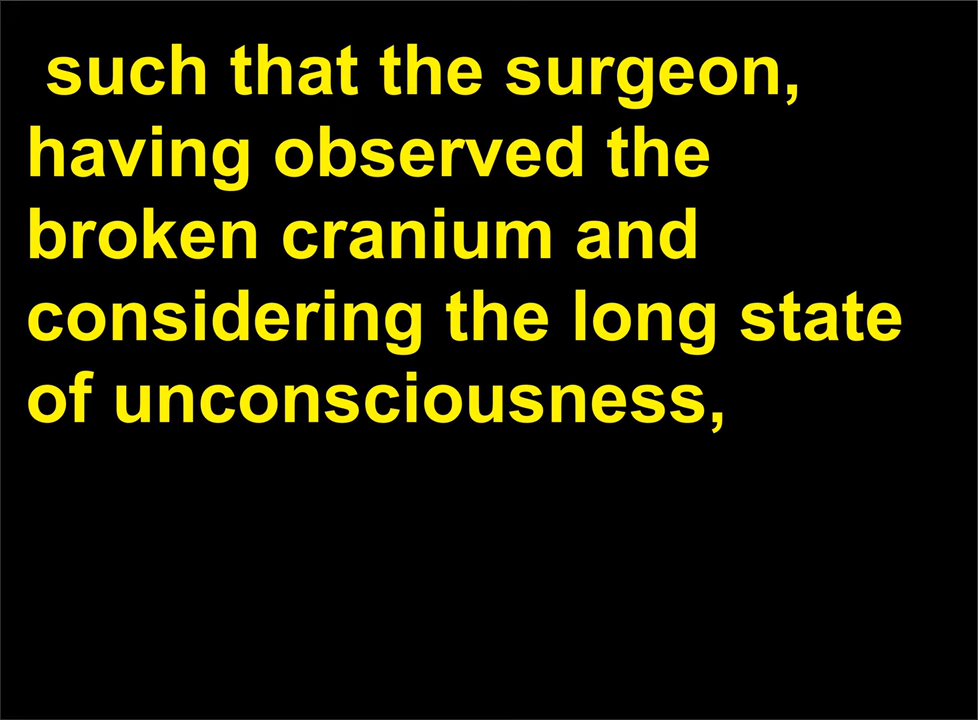 such that the surgeon,
having observed the
broken cranium and
considering the long state
of unconsciousness,